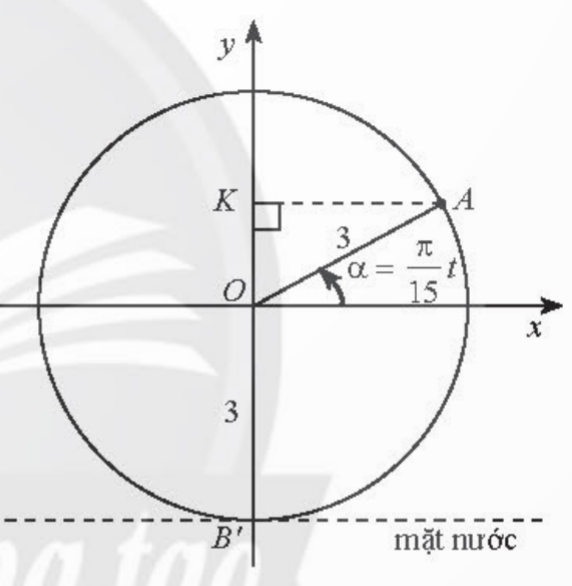 y
K
A
3
α = π/15 t
O
x
3
B'
mặt nước